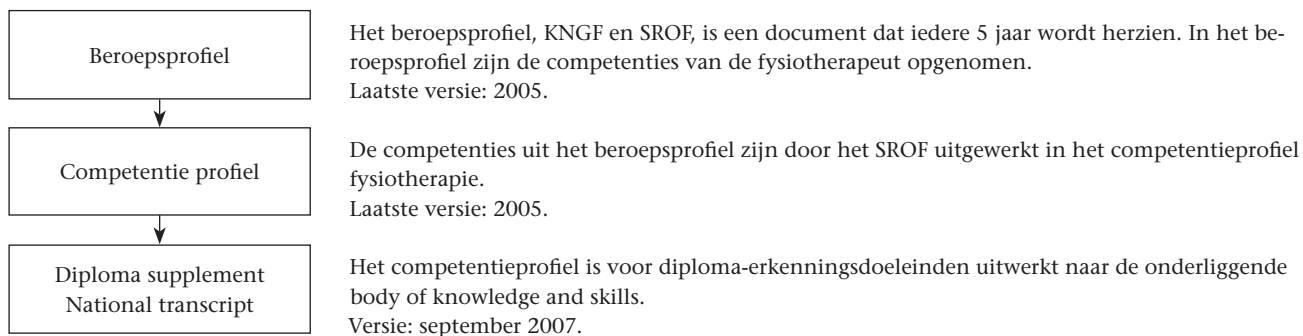 Beroepsprofiel
Het beroepsprofiel, KNGF en SROF, is een document dat iedere 5 jaar wordt herzien. In het be-
roepsprofiel zijn de competenties van de fysiotherapeut opgenomen.
Laatste versie: 2005.
Competentie profiel
De competenties uit het beroepsprofiel zijn door het SROF uitgewerkt in het competentieprofiel
fysiotherapie.
Laatste versie: 2005.
Diploma supplement
National transcript
Het competentieprofiel is voor diploma-erkenningsdoeleinden uitwerkt naar de onderliggende
body of knowledge and skills.
Versie: september 2007.